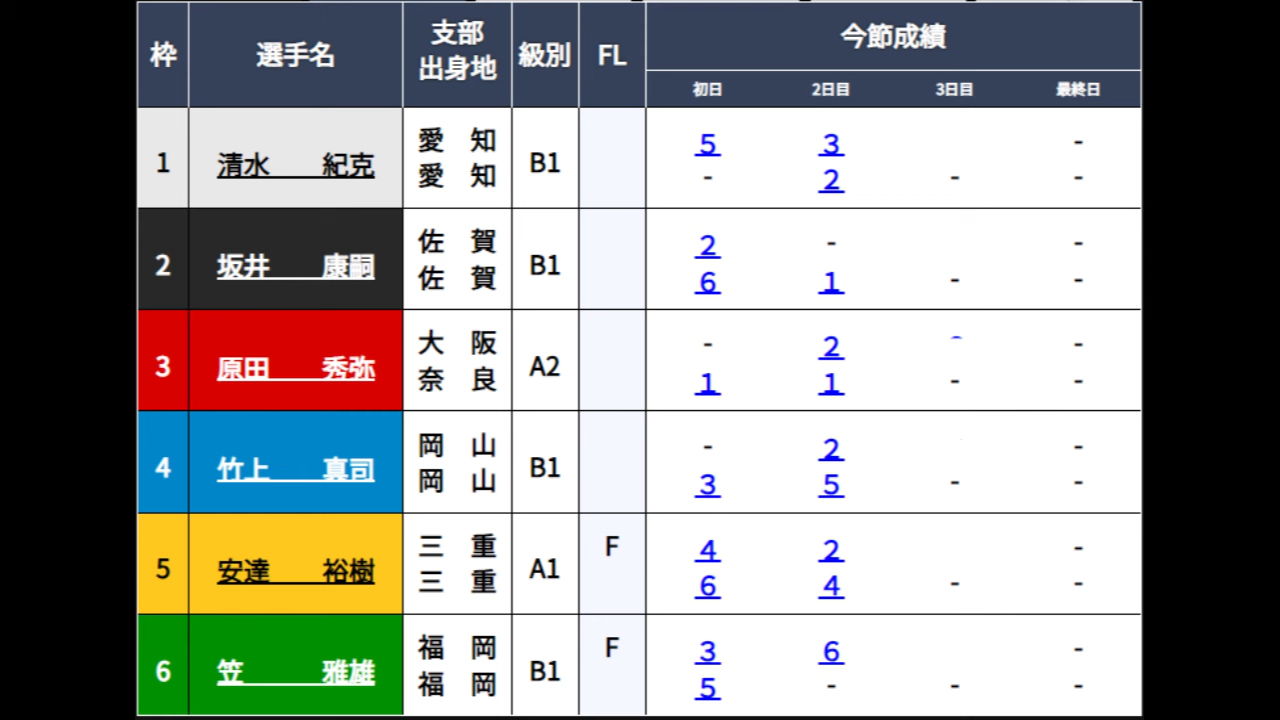 枠 選手名 支部 出身地 級別 FL 今節成績
初日 2日目 3日目 最終日
1 清水 紀克 愛知 愛知 B1 5 3 -
- 2 - -
2 坂井 康嗣 佐賀 佐賀 B1 2 - -
6 1 - -
3 原田 秀弥 大阪 奈良 A2 - 2 -
1 1 - -
4 竹上 真司 岡山 岡山 B1 - 2 -
3 5 - -
5 安達 裕樹 三重 三重 A1 F 4 2 -
6 4 - -
6 笠 雅雄 福岡 福岡 B1 F 3 6 -
5 - - -